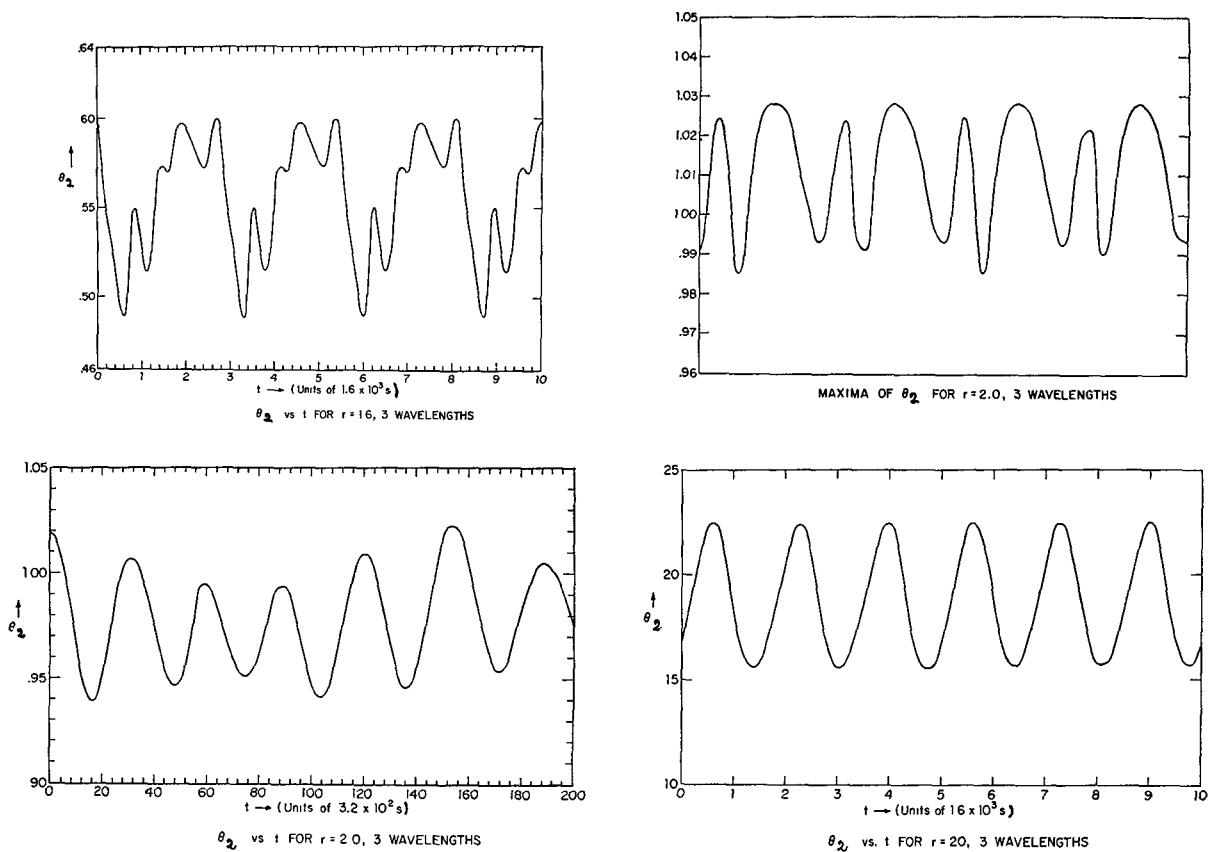 .64
.60
.55
.50
.46
θ2
0 1 2 3 4 5 6 7 8 9 10
t → (Units of 1.6 x 10³s)
θ2 vs t FOR r = 16, 3 WAVELENGTHS
1.05
1.04
1.03
1.02
1.01
1.00
.99
.98
.97
.96
MAXIMA OF θ2 FOR r = 2.0, 3 WAVELENGTHS
1.05
1.00
.95
.90
θ2
0 20 40 60 80 100 120 140 160 180 200
t → (Units of 3.2 x 10² s)
θ2 vs t FOR r = 2 0, 3 WAVELENGTHS
25
20
15
10
θ2
0 1 2 3 4 5 6 7 8 9 10
t → (Units of 16 x 10³ s)
θ2 vs. t FOR r = 20, 3 WAVELENGTHS